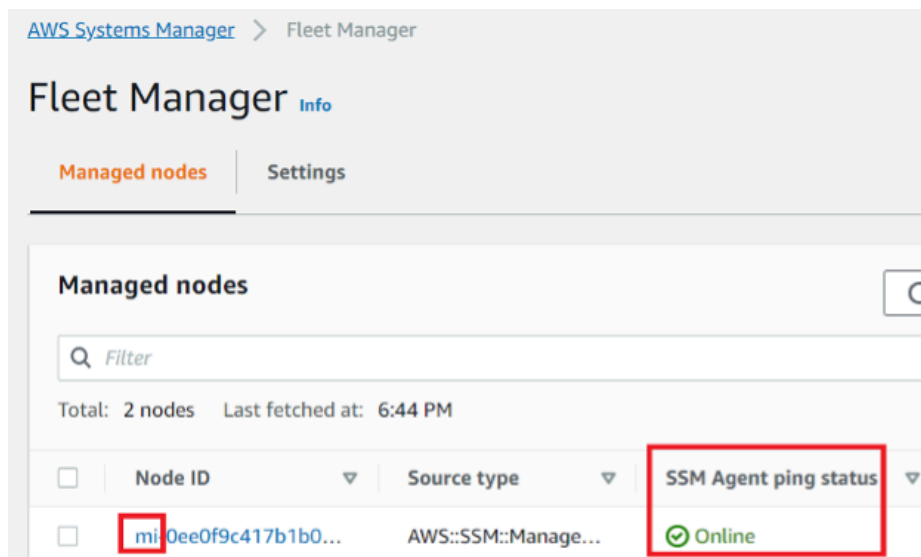 AWS Systems Manager > Fleet Manager
Fleet Manager Info
Managed nodes Settings
Managed nodes
Filter
Total: 2 nodes Last fetched at: 6:44 PM
Node ID Source type SSM Agent ping status
mi-0ee0f9c417b1b0... AWS::SSM::Manage... Online